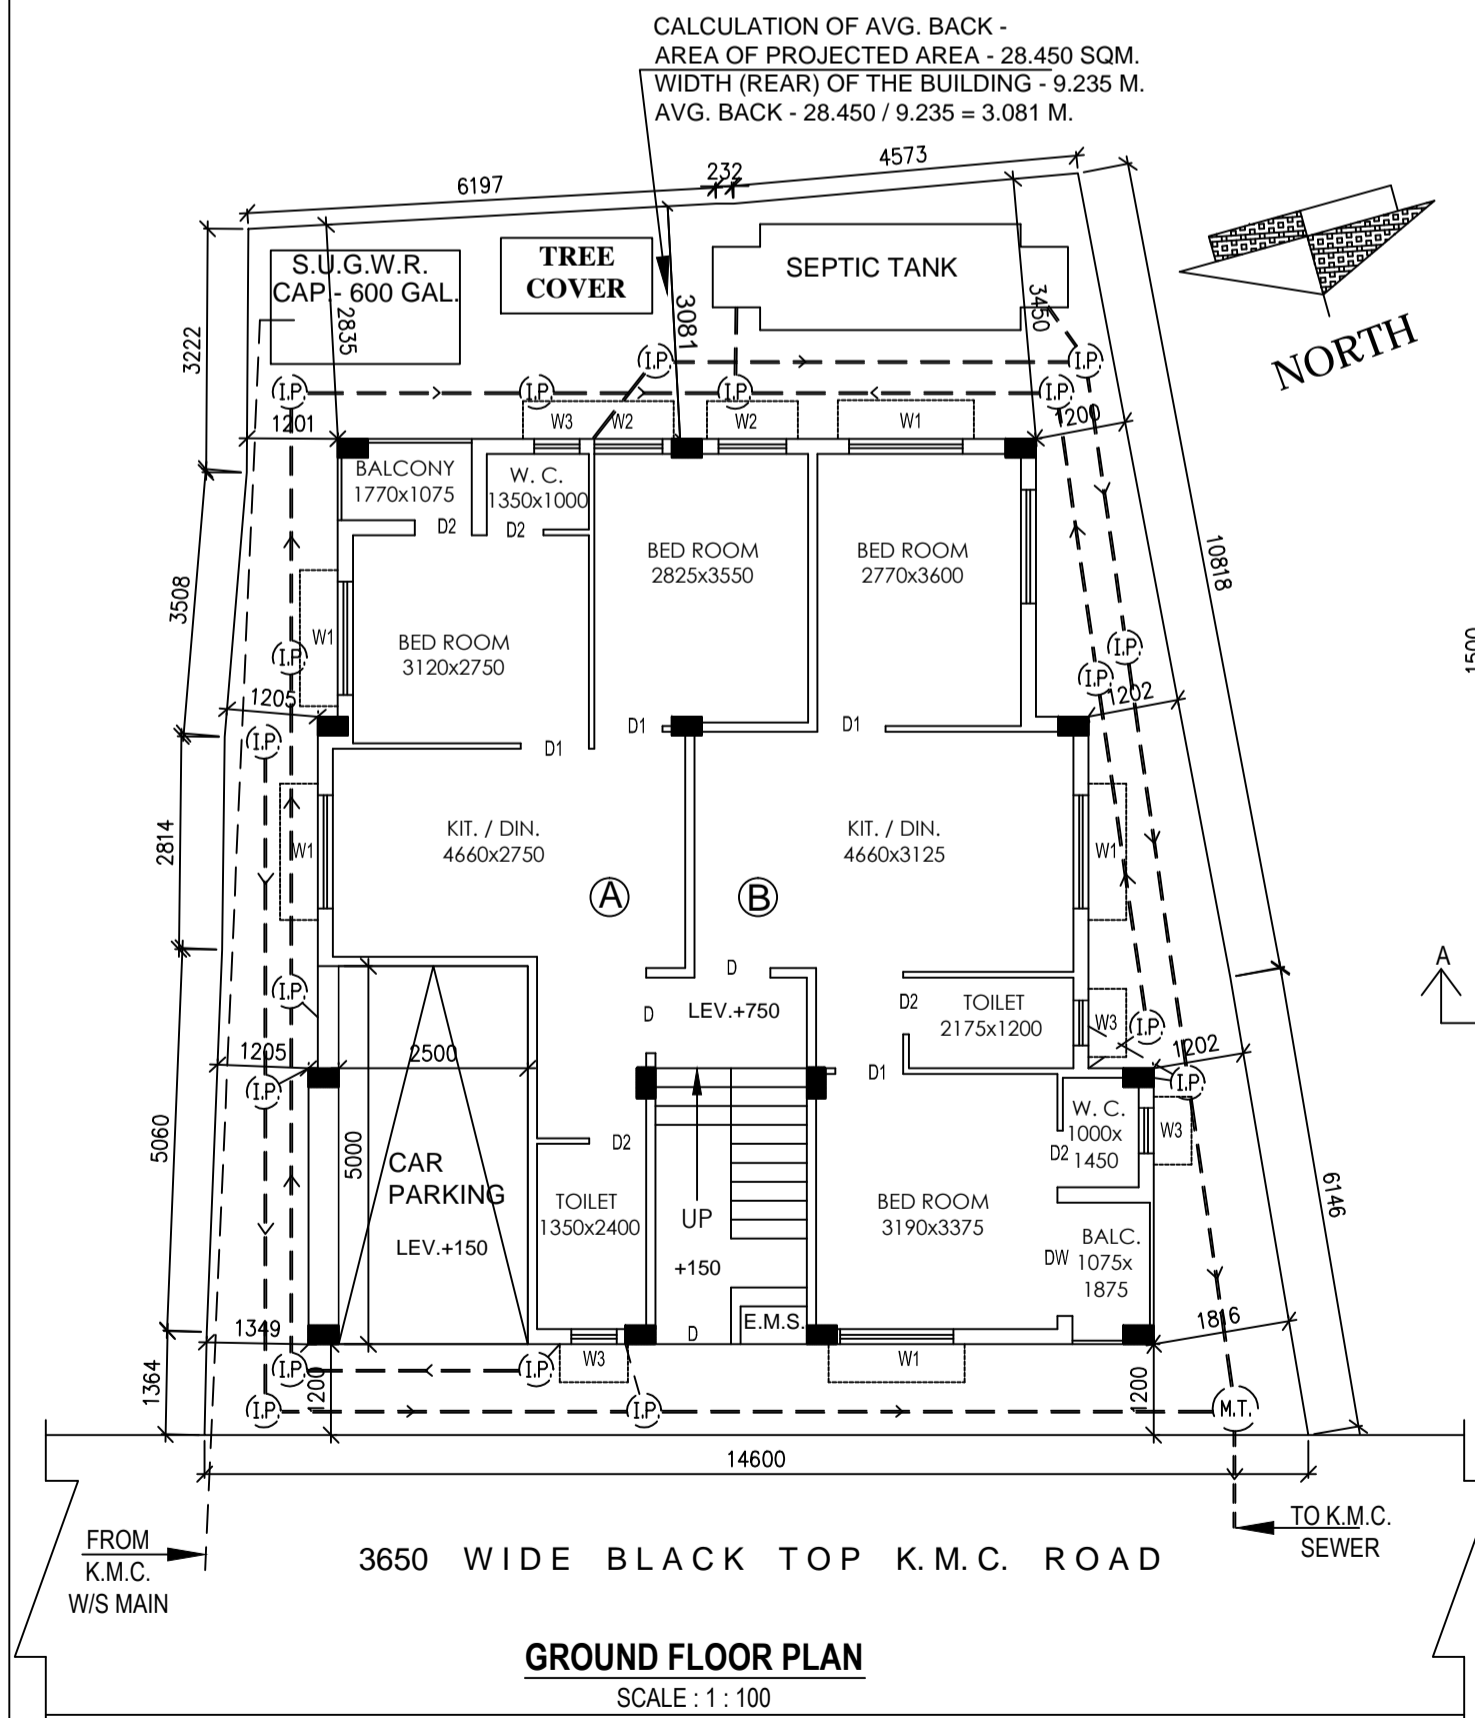 CALCULATION OF AVG. BACK -
AREA OF PROJECTED AREA - 28.450 SQM.
WIDTH (REAR) OF THE BUILDING - 9.235 M.
AVG. BACK - 28.450 / 9.235 = 3.081 M.
6197
232
4573
S.U.G.W.R.
CAP.- 600 GAL.
TREE
COVER
SEPTIC TANK
NORTH
3222
2835
3081
3450
I.P
I.P
I.P
I.P
I.P
I.P
1201
W3
W2
W2
W1
1200
BALCONY
1770x1075
W. C.
1350x1000
D2
D2
BED ROOM
2825x3550
BED ROOM
2770x3600
10818
3508
BED ROOM
3120x2750
W1
I.P
I.P
I.P
1500
1205
1202
I.P
D1
D1
D1
2814
W1
KIT. / DIN.
4660x2750
KIT. / DIN.
4660x3125
W1
A
B
D
A
I.P
D
LEV.+750
D2
TOILET
2175x1200
W3
I.P
1205
2500
1202
I.P
D1
I.P
5060
5000
CAR
PARKING
LEV.+150
D2
TOILET
1350x2400
UP
+150
E.M.S.
D
W. C.
1000x
1450
D2
W3
BED ROOM
3190x3375
BALC.
1075x
1875
DW
6146
1349
1816
1364
I.P
1200
I.P
W3
W1
1200
I.P
I.P
M.T.
14600
FROM
K.M.C.
W/S MAIN
3650 WIDE BLACK TOP K.M.C. ROAD
TO K.M.C.
SEWER
GROUND FLOOR PLAN
SCALE : 1 : 100